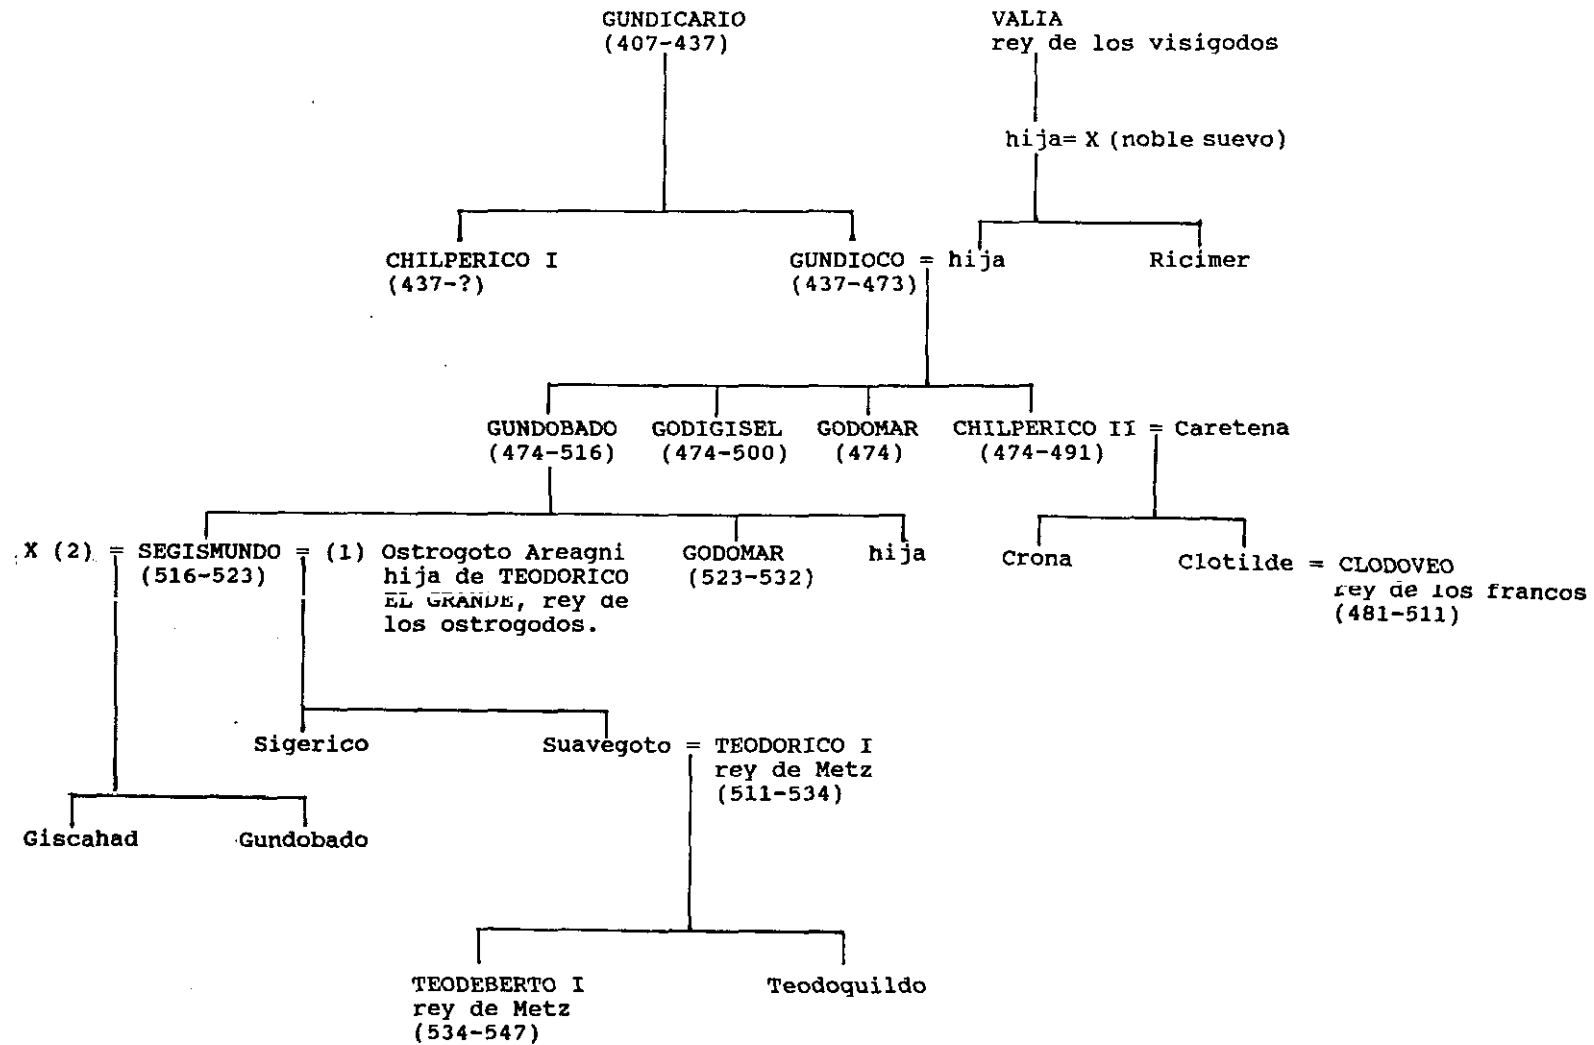 GUNDICARIO
(407-437)
VALIA
rey de los visigodos
hija= X (noble suevo)
CHILPERICO I
(437-?)
GUNDIOCO = hija
(437-473)
Ricimer
GUNDOBADO
(474-516)
GODIGISEL
(474-500)
GODOMAR
(474)
CHILPERICO II = Caretena
(474-491)
X (2) = SEGISMUNDO = (1) Ostrogoto Areagni
(516-523)
hija de TEODORICO
EL GRANDE, rey de
los ostrogodos.
GODOMAR
(523-532)
hija
Crona
Clotilde = CLODOVEO
rey de los francos
(481-511)
Sigerico
Suavegoto = TEODORICO I
rey de Metz
(511-534)
Giscahad
Gundobado
TEODEBERTO I
rey de Metz
(534-547)
Teodoquildo